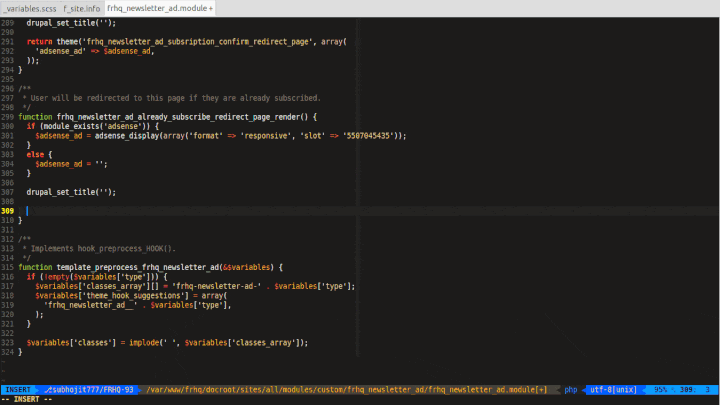 _variables.scss f_site.info frhq_newsletter_ad.module +
289 drupal_set_title('');
290
291 return theme('frhq_newsletter_ad_subsription_confirm_redirect_page', array(
292 'adsense_ad' => $adsense_ad,
293 ));
294 }
295
296 /**
297 * User will be redirected to this page if they are already subscribed.
298 */
299 function frhq_newsletter_ad_already_subscribe_redirect_page_render() {
300 if (module_exists('adsense')) {
301 $adsense_ad = adsense_display(array('format' => 'responsive', 'slot' => '5507045435'));
302 }
303 else {
304 $adsense_ad = '';
305 }
306
307 drupal_set_title('');
308
309
310 }
311
312 /**
313 * Implements hook_preprocess_HOOK().
314 */
315 function template_preprocess_frhq_newsletter_ad(&$variables) {
316 if (!empty($variables['type'])) {
317 $variables['classes_array'][] = 'frhq-newsletter-ad-' . $variables['type'];
318 $variables['theme_hook_suggestions'] = array(
319 'frhq_newsletter_ad__' . $variables['type'],
320 );
321 }
322
323 $variables['classes'] = implode(' ', $variables['classes_array']);
324 }
~
~
INSERT subhojit777/FRHQ-93 /var/www/frhq/docroot/sites/all/modules/custom/frhq_newsletter_ad/frhq_newsletter_ad.module[+] php utf-8[unix] 95% 309: 3
-- INSERT --